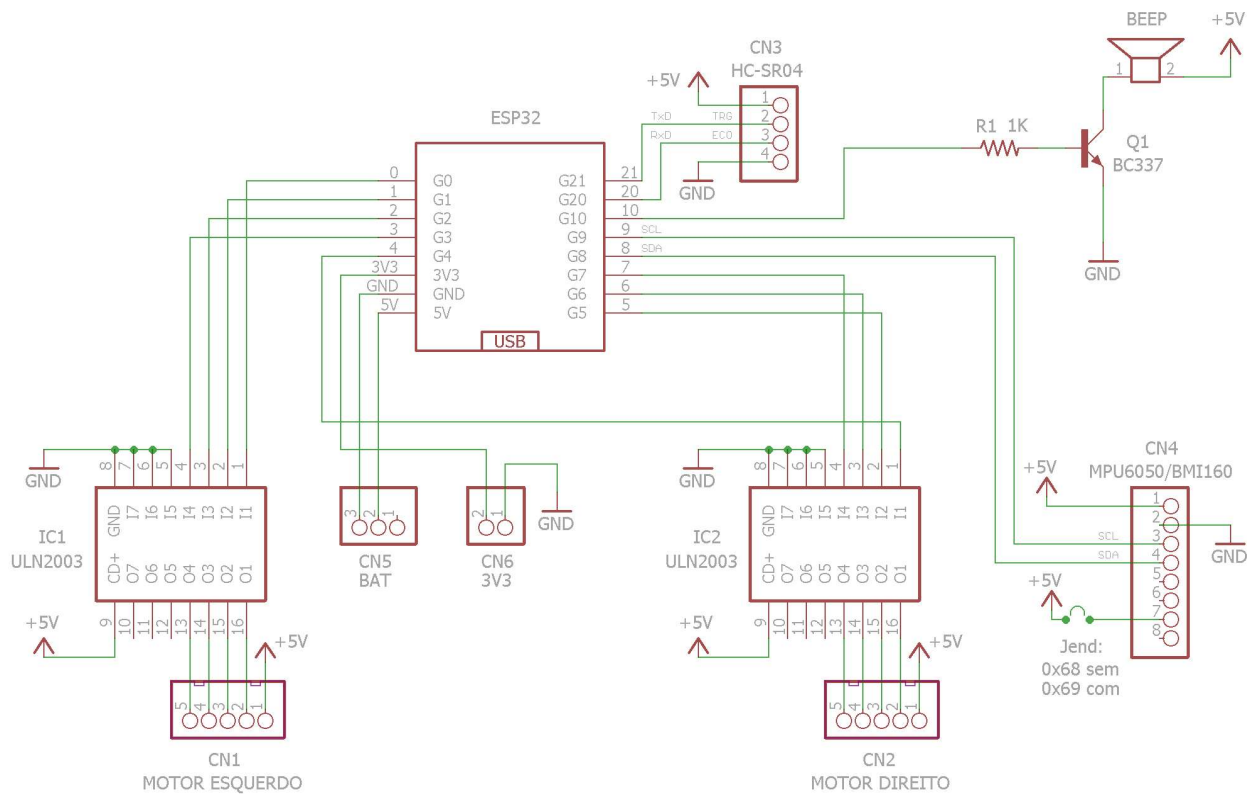 BEEP
+5V
1 2
CN3
HC-SR04
+5V
1
TxD TRG 2
RxD ECO 3
4
GND
R1 1K
Q1
BC337
GND
ESP32
0 G0 G21 21
1 G1 G20 20
2 G2 G10 10
3 G3 G9 9 SCL
4 G4 G8 8 SDA
3V3 3V3 G7 7
GND GND G6 6
5V 5V G5 5
USB
GND
8 7 6 5 4 3 2 1
GND I7 I6 I5 I4 I3 I2 I1
IC1
ULN2003
CD+ O7 O6 O5 O4 O3 O2 O1
9 10 11 12 13 14 15 16
+5V
+5V
5 4 3 2 1
CN1
MOTOR ESQUERDO
3 2 1
CN5
BAT
2 1
CN6
3V3
GND
GND
8 7 6 5 4 3 2 1
GND I7 I6 I5 I4 I3 I2 I1
IC2
ULN2003
CD+ O7 O6 O5 O4 O3 O2 O1
9 10 11 12 13 14 15 16
+5V
+5V
5 4 3 2 1
CN2
MOTOR DIREITO
CN4
MPU6050/BMI160
+5V
1
2
SCL 3
SDA 4
5
6
7
8
GND
+5V
Jend:
0x68 sem
0x69 com